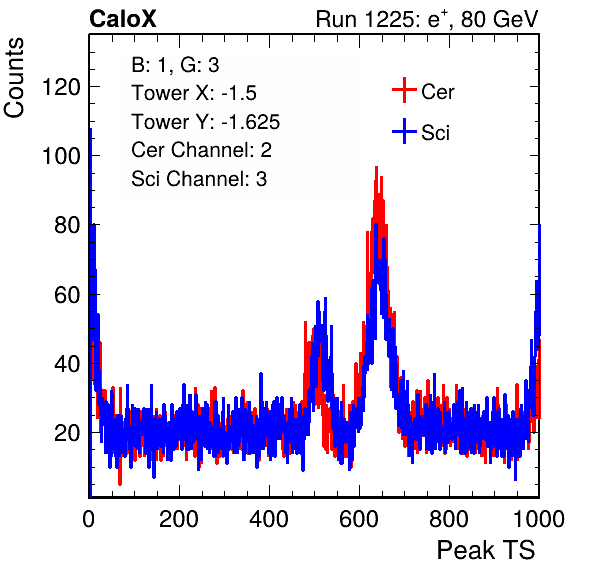 CaloX Run 1225: e⁺, 80 GeV
Counts
B: 1, G: 3
Tower X: -1.5
Tower Y: -1.625
Cer Channel: 2
Sci Channel: 3
Cer
Sci
120
100
80
60
40
20
0 200 400 600 800 1000
Peak TS